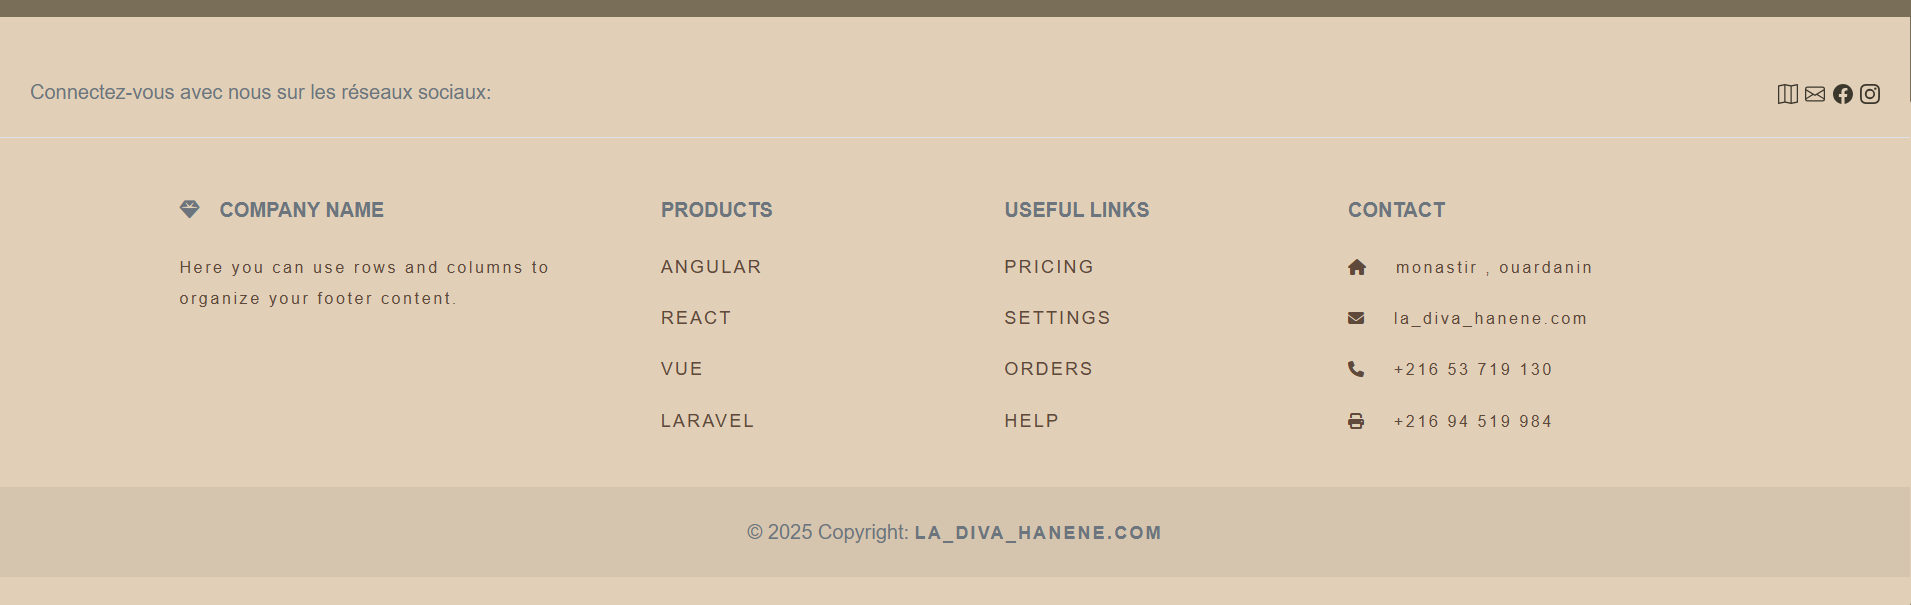 Connectez-vous avec nous sur les réseaux sociaux:
COMPANY NAME
Here you can use rows and columns to
organize your footer content.
PRODUCTS
ANGULAR
REACT
VUE
LARAVEL
USEFUL LINKS
PRICING
SETTINGS
ORDERS
HELP
CONTACT
monastir , ouardanin
la_diva_hanene.com
+216 53 719 130
+216 94 519 984
© 2025 Copyright: LA_DIVA_HANENE.COM